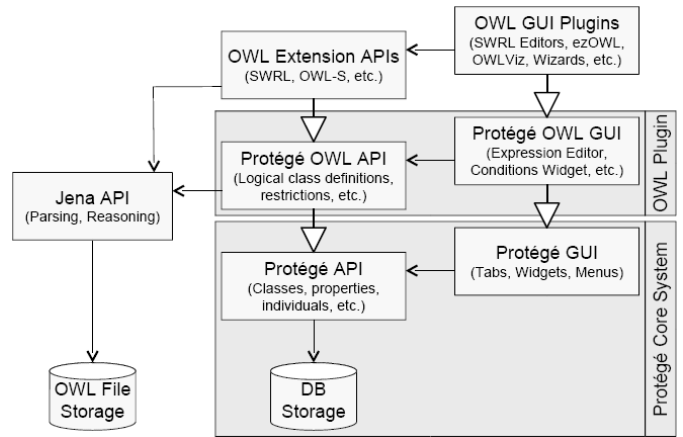 OWL GUI Plugins
(SWRL Editors, ezOWL,
OWLViz, Wizards, etc.)
OWL Extension APIs
(SWRL, OWL-S, etc.)
Protégé OWL GUI
(Expression Editor,
Conditions Widget, etc.)
Protégé OWL API
(Logical class definitions,
restrictions, etc.)
OWL Plugin
Jena API
(Parsing, Reasoning)
Protégé GUI
(Tabs, Widgets, Menus)
Protégé API
(Classes, properties,
individuals, etc.)
Protégé Core System
OWL File
Storage
DB
Storage